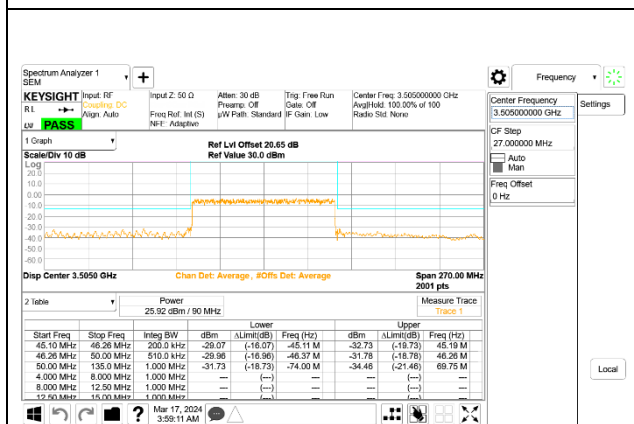 Spectrum Analyzer 1
SEM
+
Frequency
KEYSIGHT
Input: RF
Coupling: DC
Align: Auto
Input Z: 50 Ω
Freq Ref: Int (S)
NFE: Adaptive
Atten: 30 dB
Preamp: Off
µW Path: Standard
Trig: Free Run
Gate: Off
IF Gain: Low
Center Freq: 3.505000000 GHz
Avg|Hold: 100.00% of 100
Radio Std: None
RL
PASS
Center Frequency
3.505000000 GHz
Settings
CF Step
27.000000 MHz
Auto
Man
Freq Offset
0 Hz
1 Graph
Scale/Div 10 dB
Ref Lvl Offset 20.65 dB
Ref Value 30.0 dBm
Log
20.0
10.0
0.00
-10.0
-20.0
-30.0
-40.0
-50.0
-60.0
Disp Center 3.5050 GHz
Chan Det: Average , #Offs Det: Average
Span 270.00 MHz
2001 pts
2 Table
Power
25.92 dBm / 90 MHz
Measure Trace
Trace 1
Lower Upper
Start Freq Stop Freq Integ BW dBm ΔLimit(dB) Freq (Hz) dBm ΔLimit(dB) Freq (Hz)
45.10 MHz 46.26 MHz 200.0 kHz -29.07 (-16.07) -45.11 M -32.73 (-19.73) 45.19 M
46.26 MHz 50.00 MHz 510.0 kHz -29.96 (-16.96) -46.37 M -31.78 (-18.78) 46.26 M
50.00 MHz 135.0 MHz 1.000 MHz -31.73 (-18.73) -74.00 M -34.46 (-21.46) 69.75 M
4.000 MHz 8.000 MHz 1.000 MHz --- (---) --- --- (---) ---
8.000 MHz 12.50 MHz 1.000 MHz --- (---) --- --- (---) ---
12.50 MHz 15.00 MHz 1.000 MHz --- (---) --- --- (---) ---
Local
?
Mar 17, 2024
3:59:11 AM